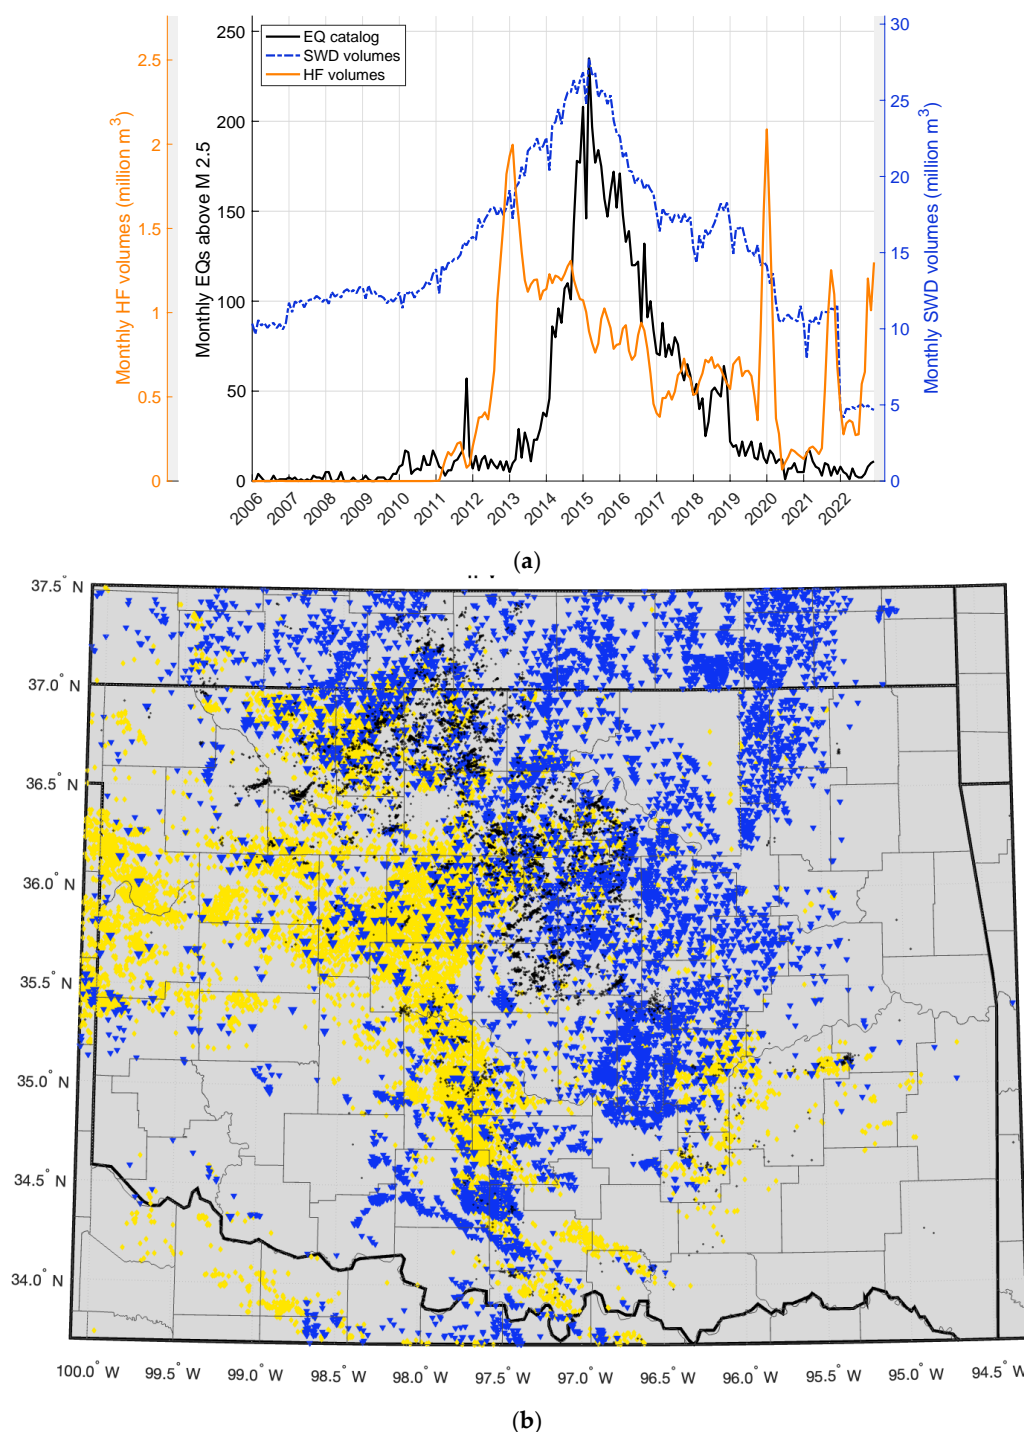 EQ catalog
SWD volumes
HF volumes
Monthly HF volumes (million m³)
2.5
2
1.5
1
0.5
0
Monthly EQs above M 2.5
250
200
150
100
50
0
30
25
20
15
10
5
0
Monthly SWD volumes (million m³)
2006 2007 2008 2009 2010 2011 2012 2013 2014 2015 2016 2017 2018 2019 2020 2021 2022
(a)
37.5° N
37.0° N
36.5° N
36.0° N
35.5° N
35.0° N
34.5° N
34.0° N
100.0° W 99.5° W 99.0° W 98.5° W 98.0° W 97.5° W 97.0° W 96.5° W 96.0° W 95.5° W 95.0° W 94.5° W
(b)